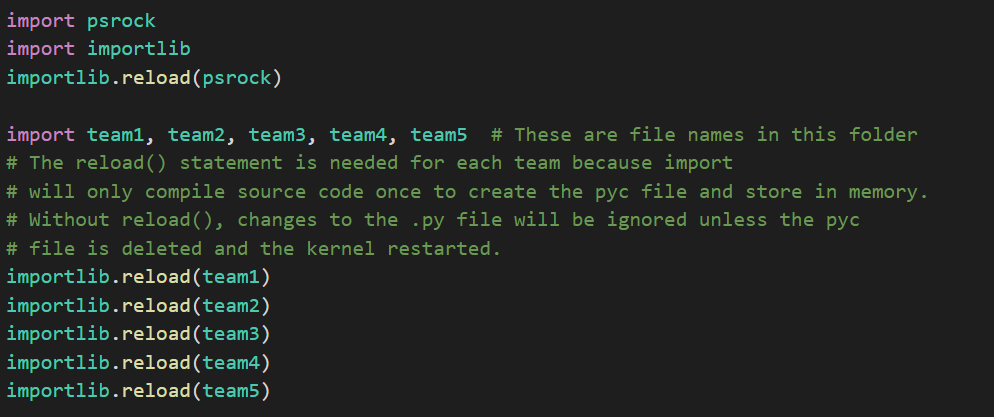 import psrock
import importlib
importlib.reload(psrock)
import team1, team2, team3, team4, team5  # These are file names in this folder
# The reload() statement is needed for each team because import
# will only compile source code once to create the pyc file and store in memory.
# Without reload(), changes to the .py file will be ignored unless the pyc
# file is deleted and the kernel restarted.
importlib.reload(team1)
importlib.reload(team2)
importlib.reload(team3)
importlib.reload(team4)
importlib.reload(team5)